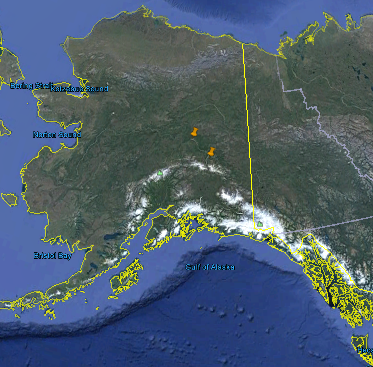 Bering Strait
Kotzebue Sound
Norton Sound
Bristol Bay
Gulf of Alaska